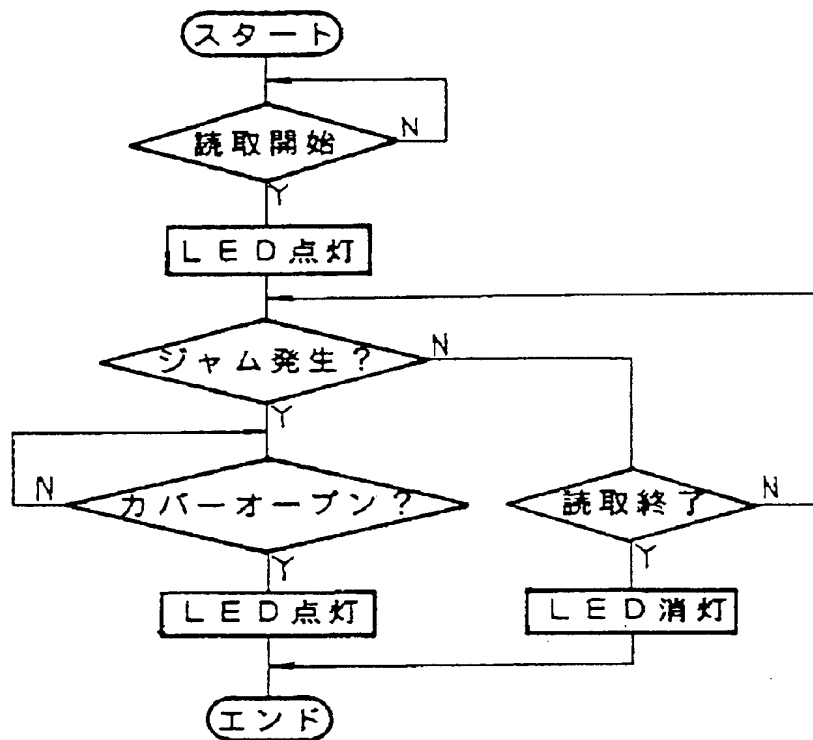 スタート
N
読取開始
Y
LED点灯
ジャム発生?
N
Y
N
カバーオープン?
読取終了
N
Y
Y
LED点灯
LED消灯
エンド